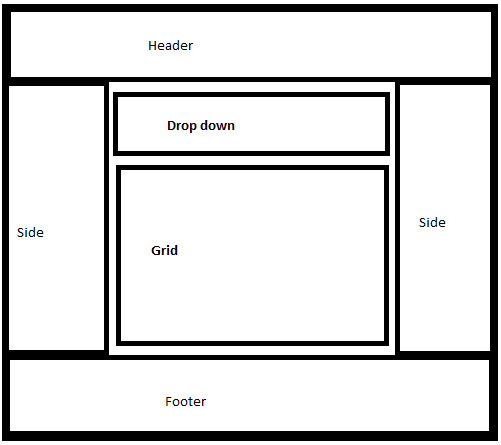 Header
Drop down
Side
Side
Grid
Footer